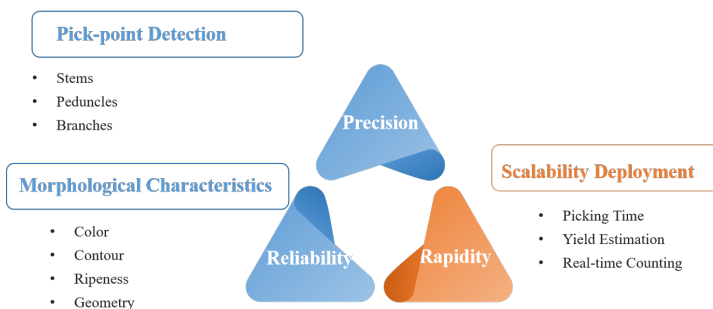 Pick-point Detection
• Stems
• Peduncles
• Branches
Precision
Morphological Characteristics
• Color
• Contour
• Ripeness
• Geometry
Reliability
Rapidity
Scalability Deployment
• Picking Time
• Yield Estimation
• Real-time Counting